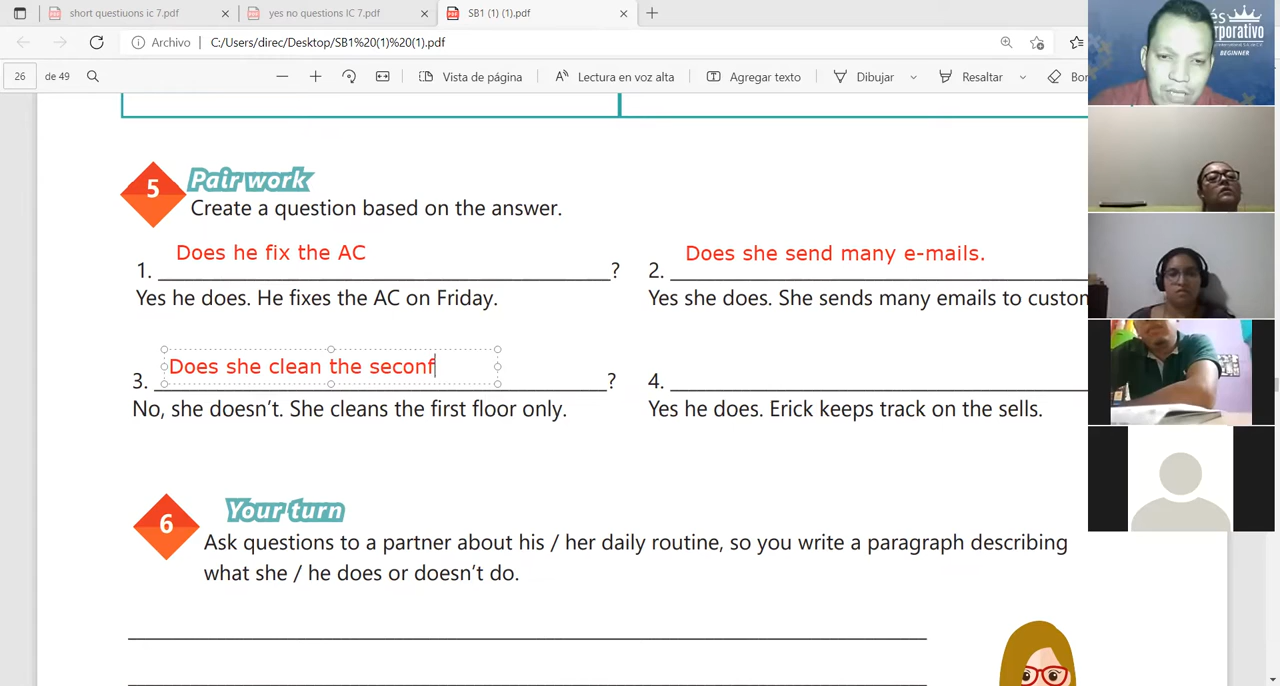 short questiuons ic 7.pdf
yes no questions IC 7.pdf
SB1 (1) (1).pdf
Archivo
C:/Users/direc/Desktop/SB1%20(1)%20(1).pdf
26
de 49
Vista de página
Lectura en voz alta
Agregar texto
Dibujar
Resaltar
5
Pair work
Create a question based on the answer.
Does he fix the AC
1. ?
Yes he does. He fixes the AC on Friday.
Does she send many e-mails.
2.
Yes she does. She sends many emails to
Does she clean the seconf
3. ?
No, she doesn't. She cleans the first floor only.
4.
Yes he does. Erick keeps track on the sells.
6
Your turn
Ask questions to a partner about his / her daily routine, so you write a paragraph describing
what she / he does or doesn't do.
BEGINNER